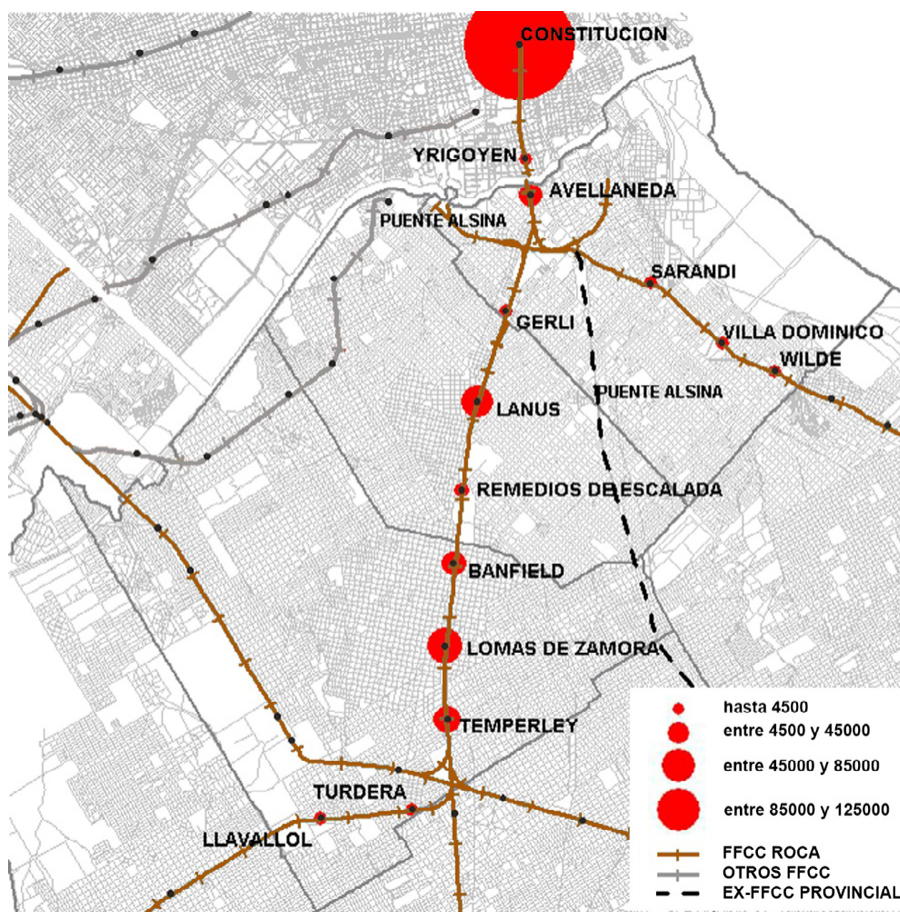 CONSTITUCION
YRIGOYEN
AVELLANEDA
PUENTE ALSINA
SARANDI
GERLI
VILLA DOMINICO
WILDE
PUENTE ALSINA
LANUS
REMEDIOS DE ESCALADA
BANFIELD
LOMAS DE ZAMORA
TEMPERLEY
TURDERA
LLAVALLOL
hasta 4500
entre 4500 y 45000
entre 45000 y 85000
entre 85000 y 125000
FFCC ROCA
OTROS FFCC
EX-FFCC PROVINCIAL